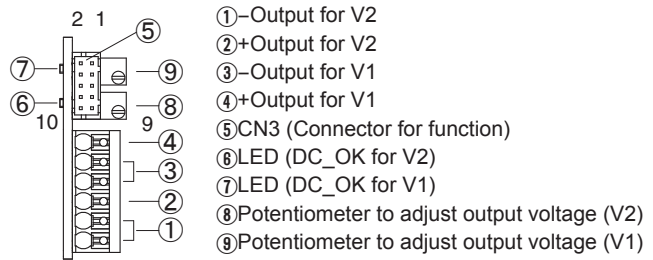 2 1
⑤
⑦
⑨
⑥
⑧
10
9
④
③
②
①
①−Output for V2
②+Output for V2
③−Output for V1
④+Output for V1
⑤CN3 (Connector for function)
⑥LED (DC_OK for V2)
⑦LED (DC_OK for V1)
⑧Potentiometer to adjust output voltage (V2)
⑨Potentiometer to adjust output voltage (V1)